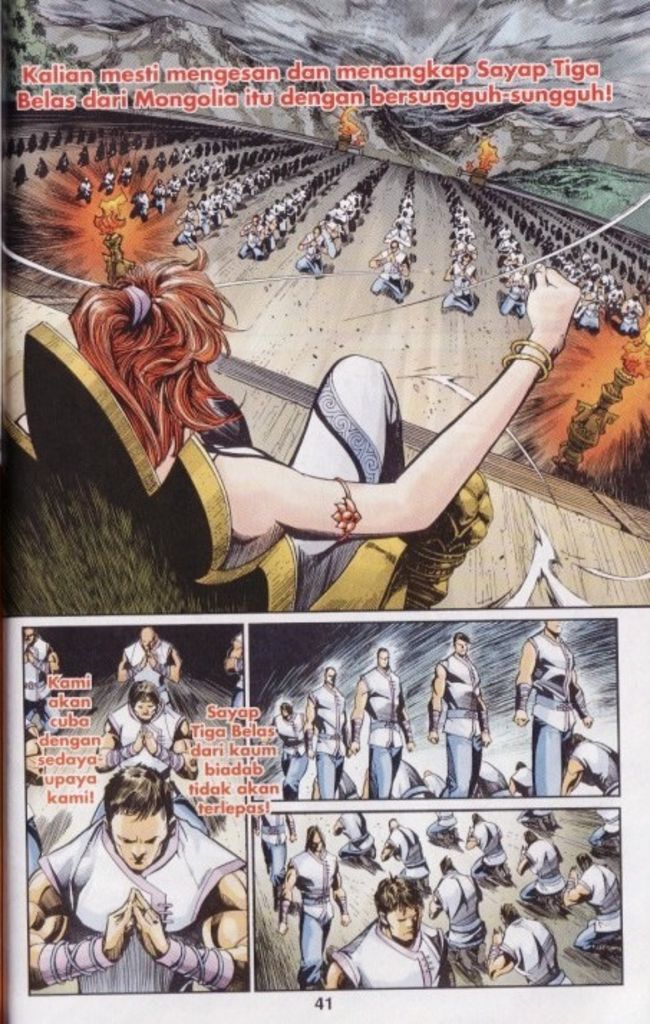 Kalian mesti mengesan dan menangkap Sayap Tiga
Belas dari Mongolia itu dengan bersungguh-sungguh!
Kami
akan
cuba
dengan
sedaya-
upaya
kami!
Sayap
Tiga Belas
dari kaum
biadab
tidak akan
terlepas!
41